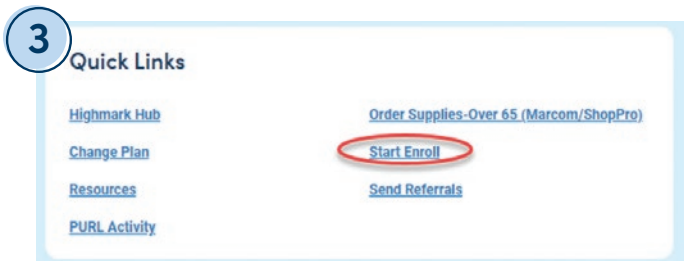 3
Quick Links
Highmark Hub
Order Supplies-Over 65 (Marcom/ShopPro)
Change Plan
Start Enroll
Resources
Send Referrals
PURL Activity